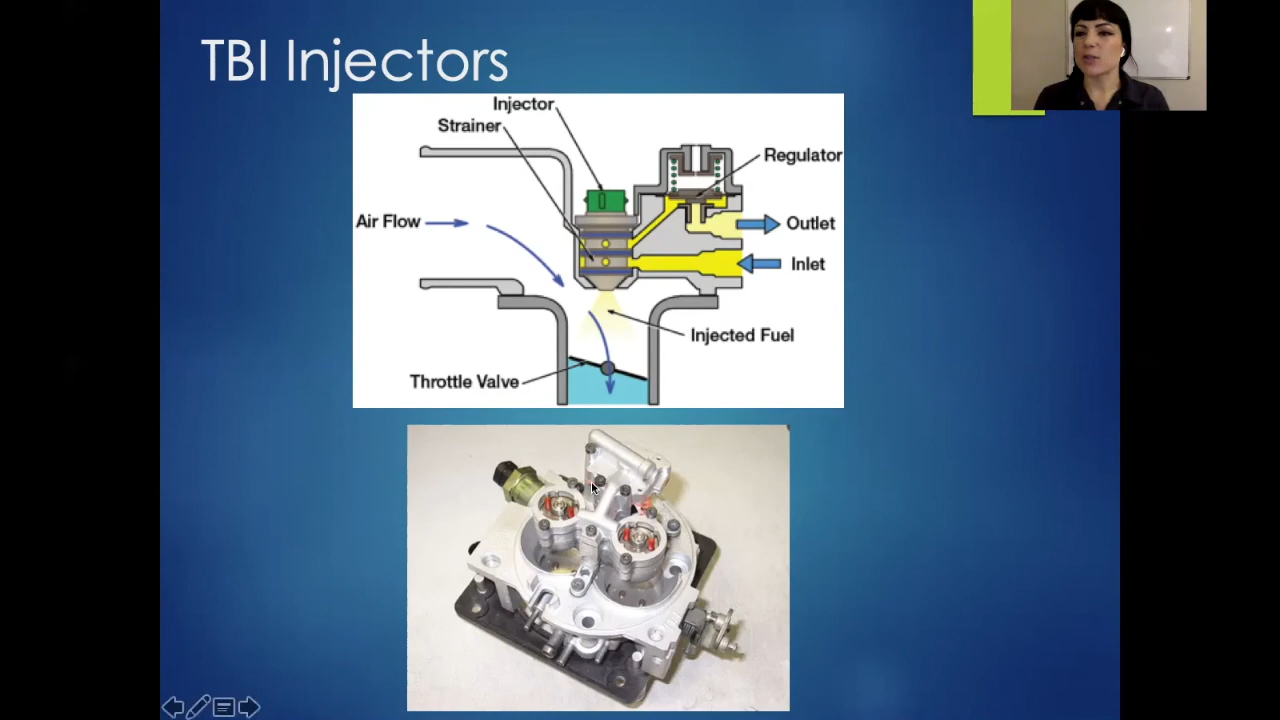 TBI Injectors
Injector
Strainer
Regulator
Air Flow
Outlet
Inlet
Injected Fuel
Throttle Valve